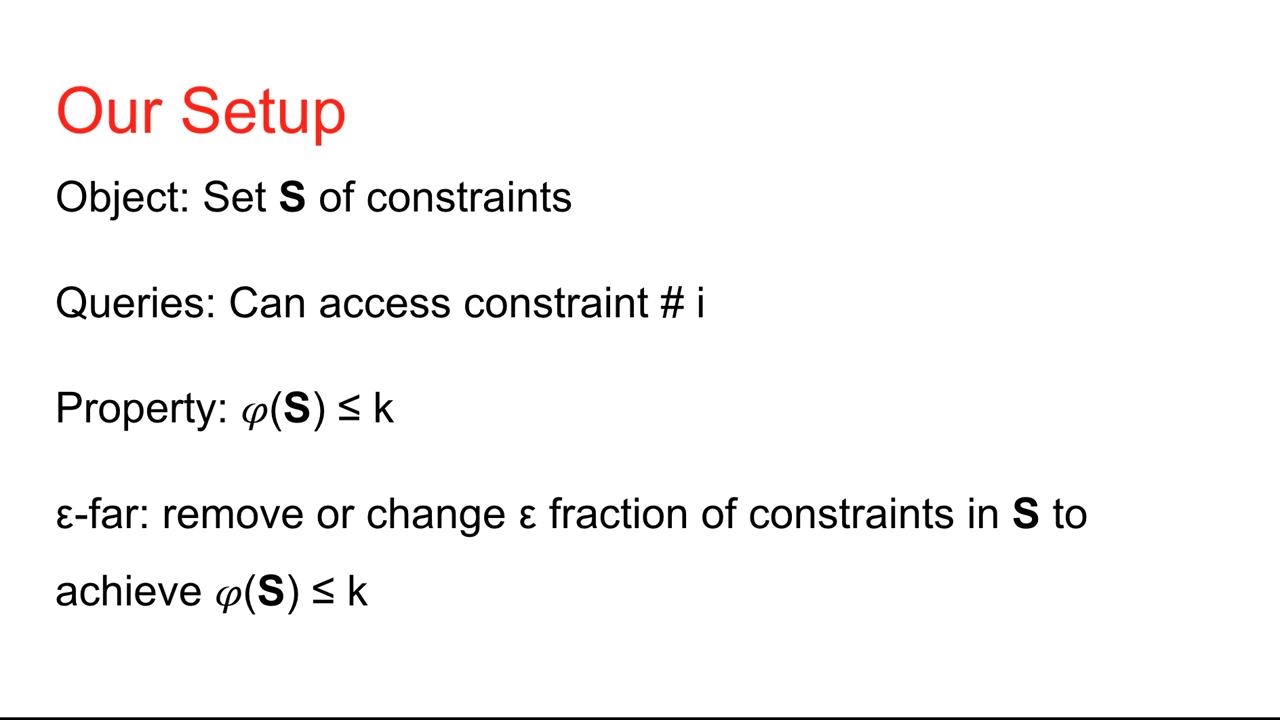 Our Setup
Object: Set S of constraints
Queries: Can access constraint # i
Property: 𝜑(S) ≤ k
ε-far: remove or change ε fraction of constraints in S to
achieve 𝜑(S) ≤ k